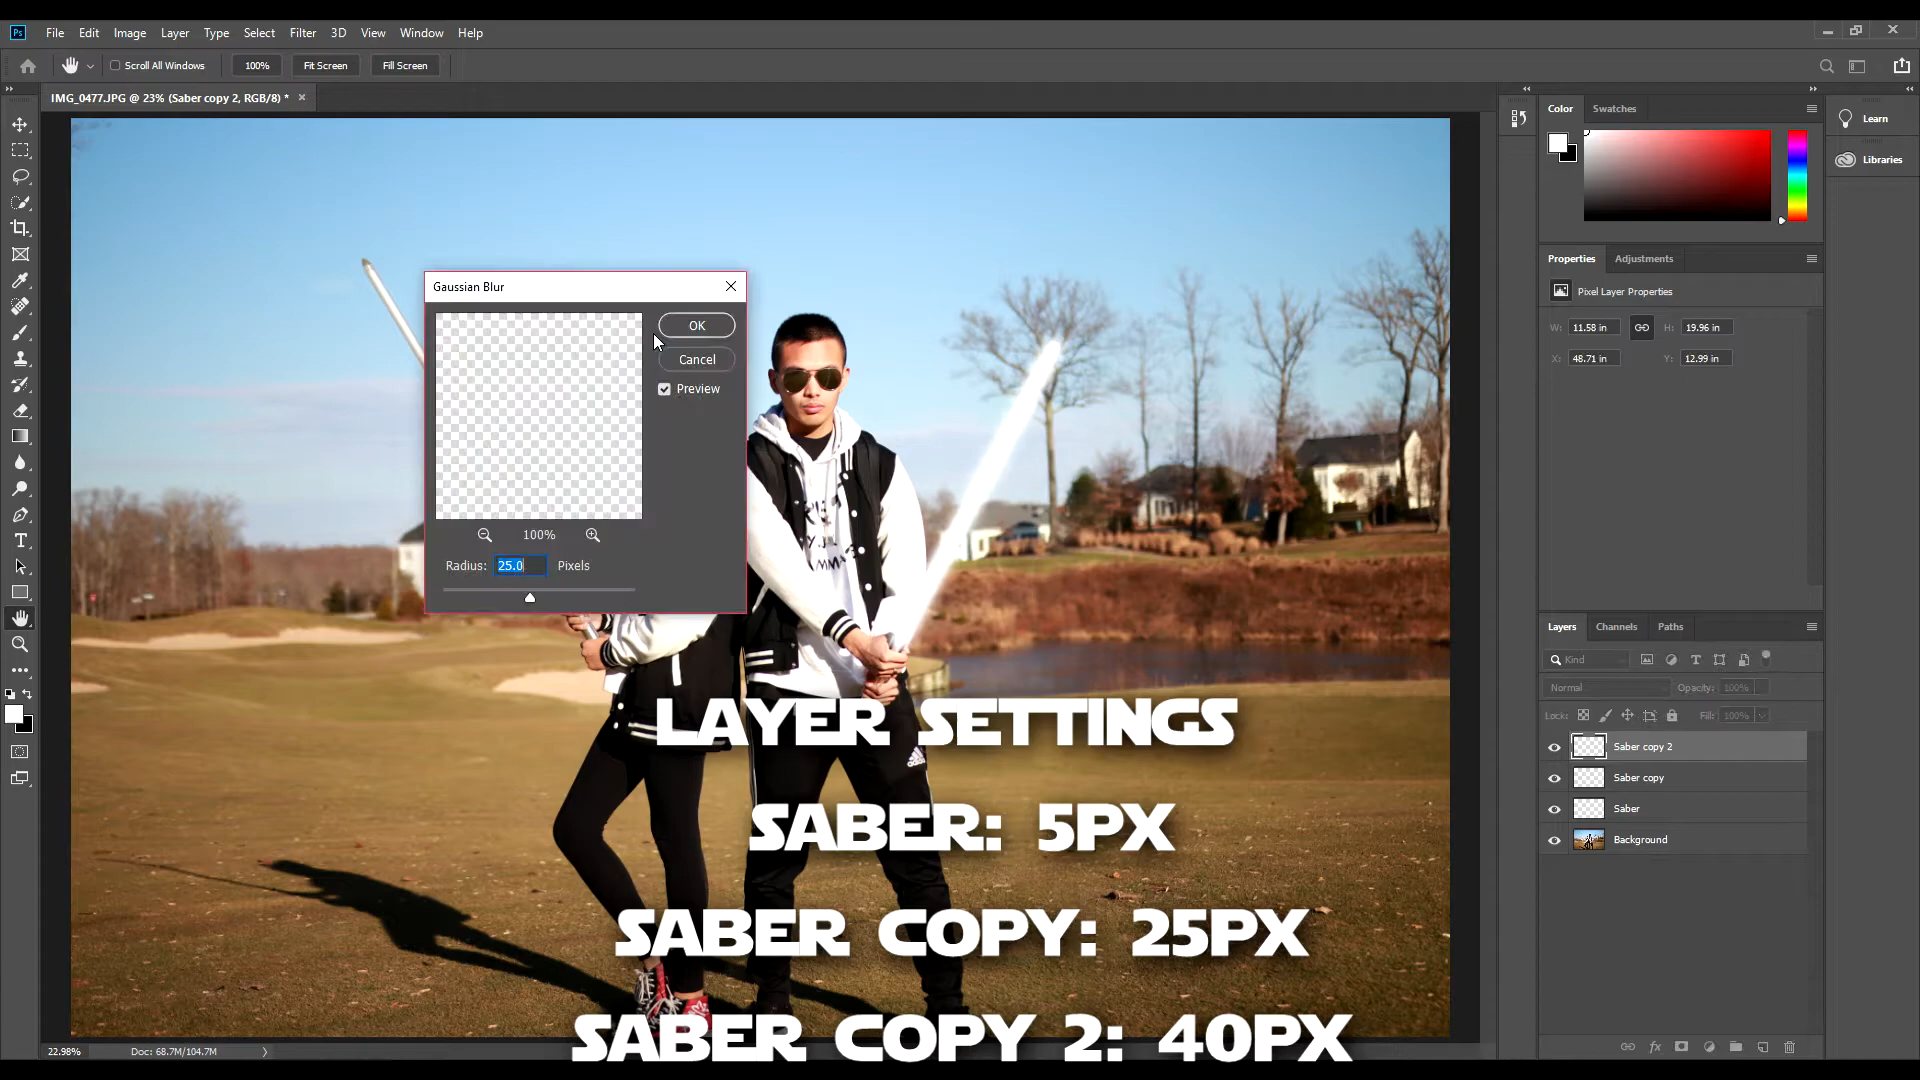 Ps File Edit Image Layer Type Select Filter 3D View Window Help
Scroll All Windows 100% Fit Screen Fill Screen
IMG_0477.JPG @ 23% (Saber copy 2, RGB/8) *
Color Swatches
Learn
Libraries
Properties Adjustments
Pixel Layer Properties
W: 11.58 in H: 19.96 in
X: 48.71 in Y: 12.99 in
Gaussian Blur
OK
Cancel
Preview
100%
Radius: 25.0 Pixels
Layers Channels Paths
Kind
Normal Opacity: 100%
Lock: Fill: 100%
Saber copy 2
Saber copy
Saber
Background
LAYER SETTINGS
SABER: 5PX
SABER COPY: 25PX
SABER COPY 2: 40PX
22.98% Doc: 68.7M/104.7M